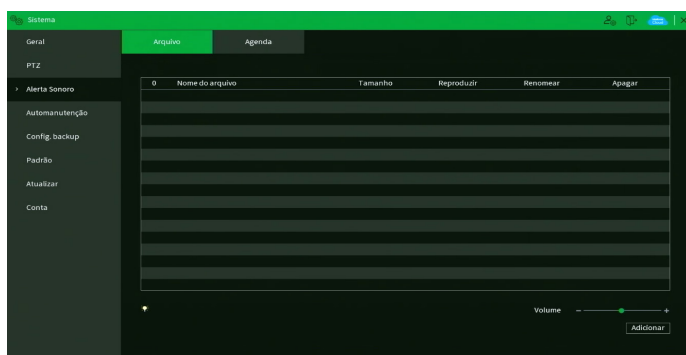 Sistema
Geral
Arquivo Agenda
PTZ
0 Nome do arquivo Tamanho Reproduzir Renomear Apagar
Alerta Sonoro
Automanutenção
Config. backup
Padrão
Atualizar
Conta
Volume - +
Adicionar